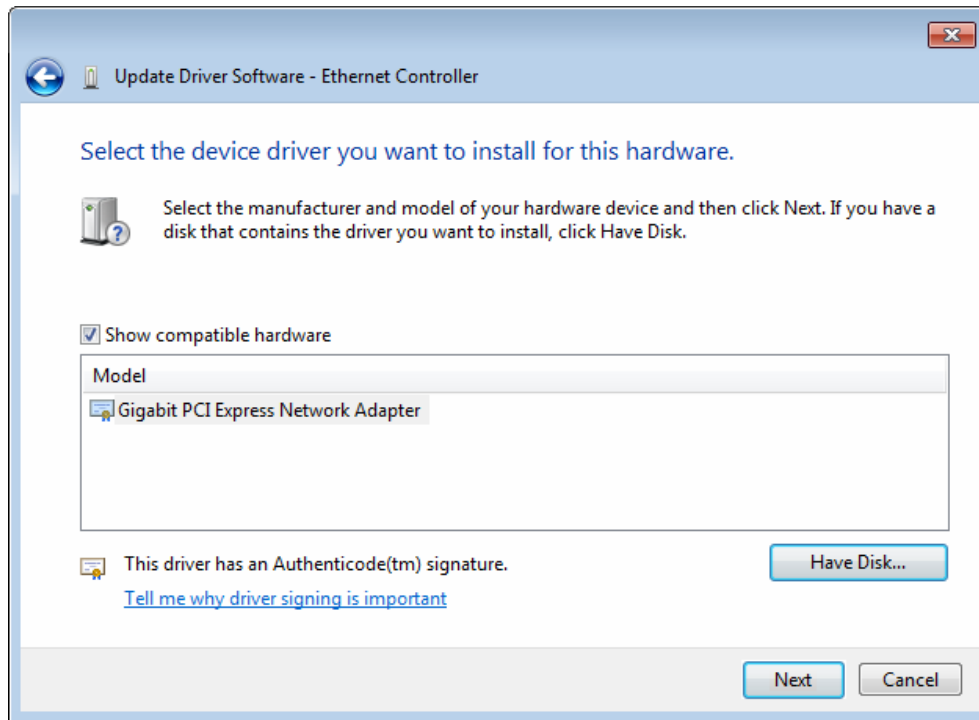 Update Driver Software - Ethernet Controller
Select the device driver you want to install for this hardware.
Select the manufacturer and model of your hardware device and then click Next. If you have a
disk that contains the driver you want to install, click Have Disk.
Show compatible hardware
Model
Gigabit PCI Express Network Adapter
This driver has an Authenticode(tm) signature.
Have Disk...
Tell me why driver signing is important
Next
Cancel